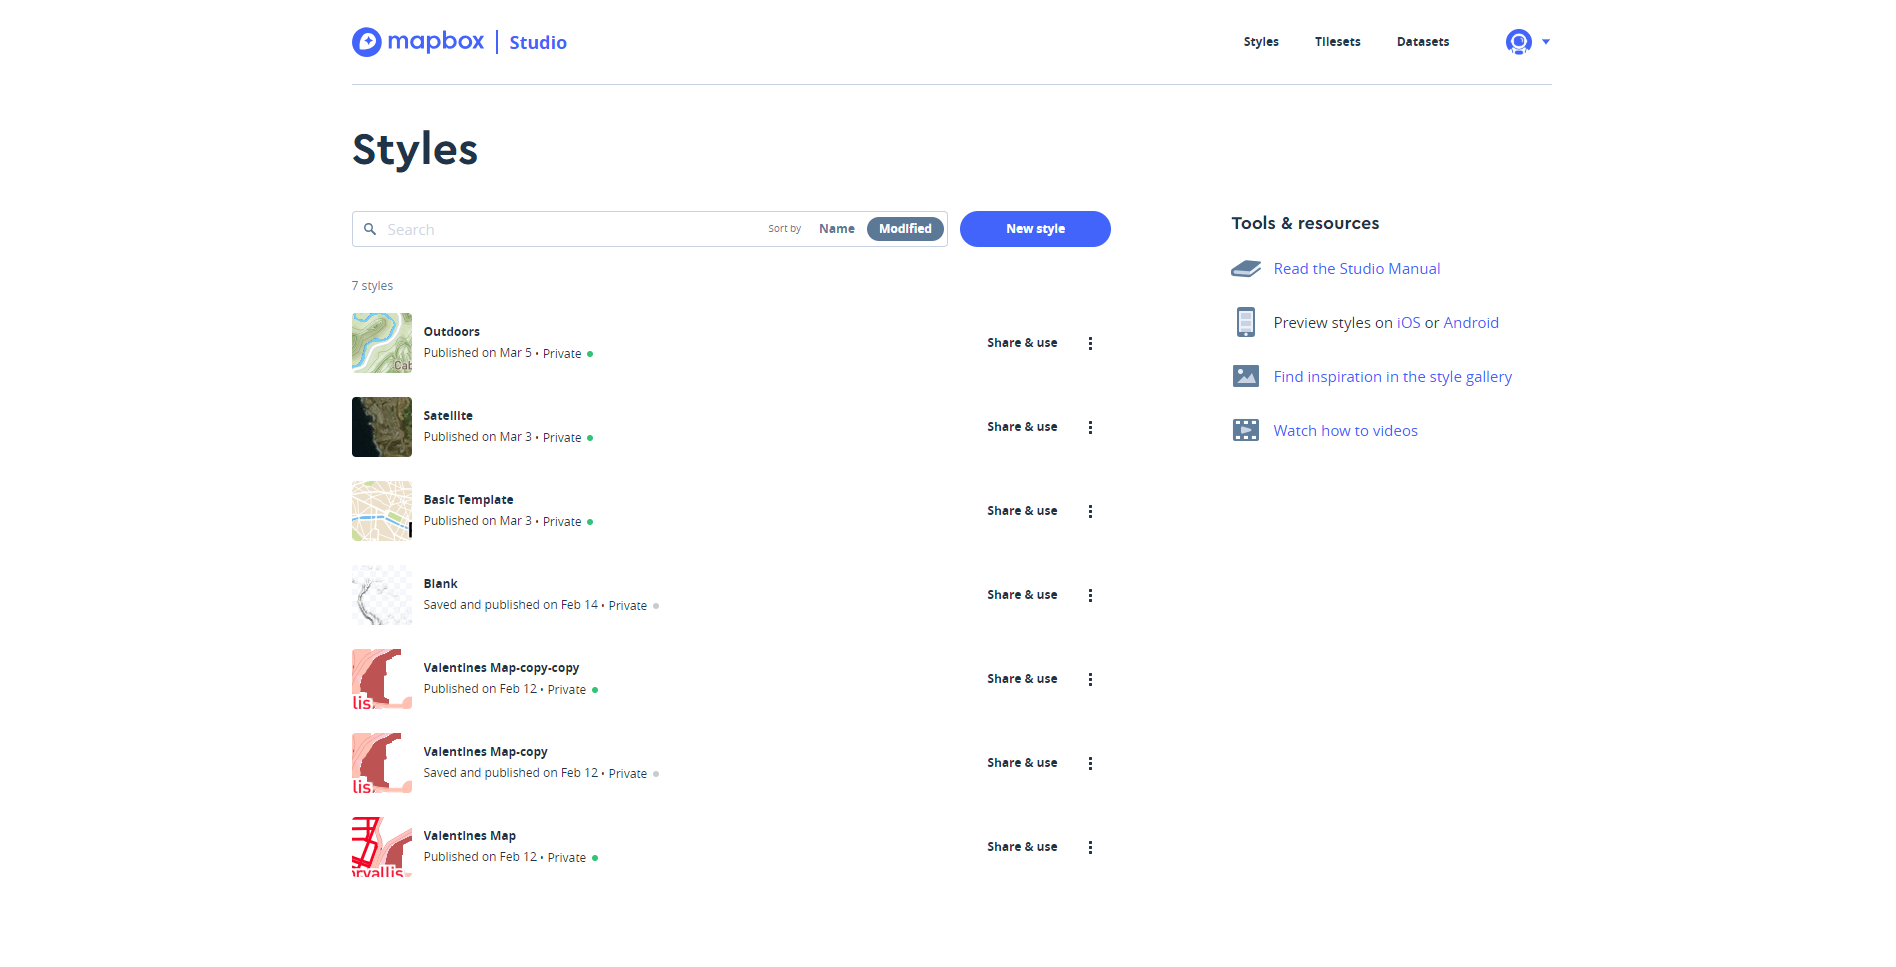 mapbox | Studio
Styles Tilesets Datasets
Styles
Search Sort by Name Modified New style
7 styles
Outdoors
Published on Mar 5 • Private
Share & use
Cab
Satellite
Published on Mar 3 • Private
Share & use
Basic Template
Published on Mar 3 • Private
Share & use
Blank
Saved and published on Feb 14 • Private
Share & use
Valentines Map-copy-copy
Published on Feb 12 • Private
Share & use
lis
Valentines Map-copy
Saved and published on Feb 12 • Private
Share & use
lis
Valentines Map
Published on Feb 12 • Private
Share & use
orvallis
Tools & resources
Read the Studio Manual
Preview styles on iOS or Android
Find inspiration in the style gallery
Watch how to videos